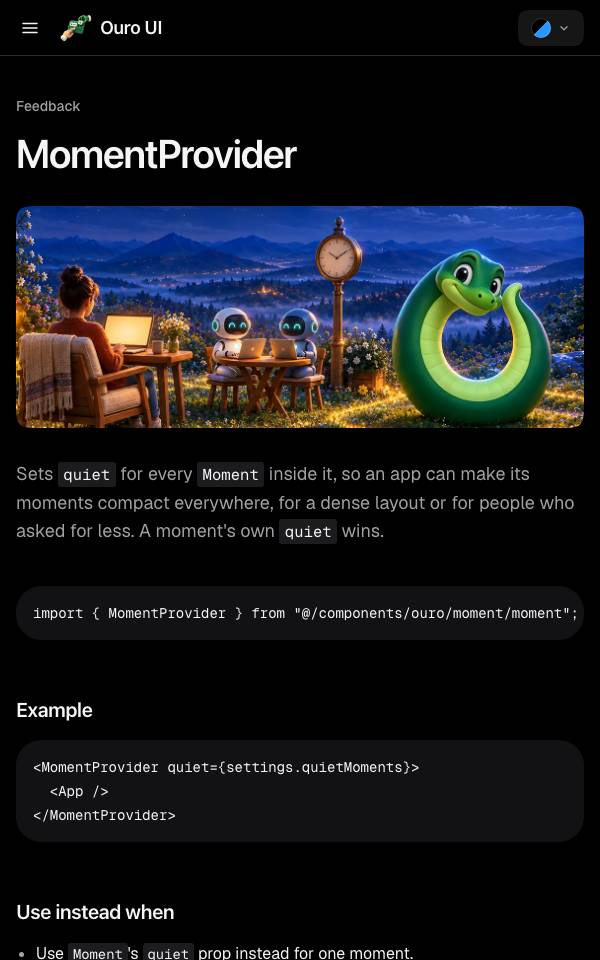 Ouro UI
Feedback
MomentProvider
Sets quiet for every Moment inside it, so an app can make its
moments compact everywhere, for a dense layout or for people who
asked for less. A moment's own quiet wins.
import { MomentProvider } from "@/components/ouro/moment/moment";
Example
<MomentProvider quiet={settings.quietMoments}>
  <App />
</MomentProvider>
Use instead when
• Use Moment's quiet prop instead for one moment.